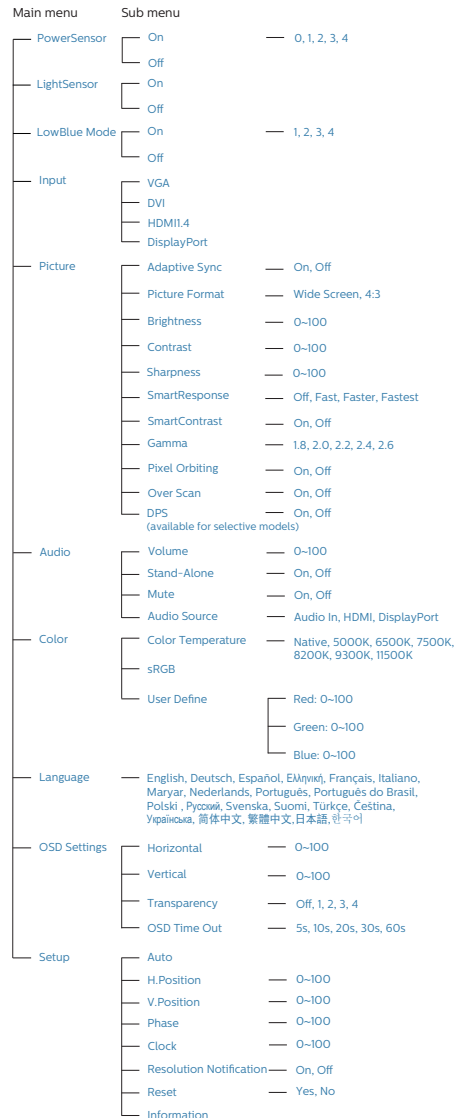 Main menu Sub menu
PowerSensor On 0, 1, 2, 3, 4
Off
LightSensor On
Off
LowBlue Mode On 1, 2, 3, 4
Off
Input VGA
DVI
HDMI1.4
DisplayPort
Picture Adaptive Sync On, Off
Picture Format Wide Screen, 4:3
Brightness 0~100
Contrast 0~100
Sharpness 0~100
SmartResponse Off, Fast, Faster, Fastest
SmartContrast On, Off
Gamma 1.8, 2.0, 2.2, 2.4, 2.6
Pixel Orbiting On, Off
Over Scan On, Off
DPS On, Off
(available for selective models)
Audio Volume 0~100
Stand-Alone On, Off
Mute On, Off
Audio Source Audio In, HDMI, DisplayPort
Color Color Temperature Native, 5000K, 6500K, 7500K,
8200K, 9300K, 11500K
sRGB
User Define Red: 0~100
Green: 0~100
Blue: 0~100
Language English, Deutsch, Español, Ελληνική, Français, Italiano,
Maryar, Nederlands, Português, Português do Brasil,
Polski , Русский, Svenska, Suomi, Türkçe, Čeština,
Українська, 简体中文, 繁體中文,日本語,한국어
OSD Settings Horizontal 0~100
Vertical 0~100
Transparency Off, 1, 2, 3, 4
OSD Time Out 5s, 10s, 20s, 30s, 60s
Setup Auto
H.Position 0~100
V.Position 0~100
Phase 0~100
Clock 0~100
Resolution Notification On, Off
Reset Yes, No
Information